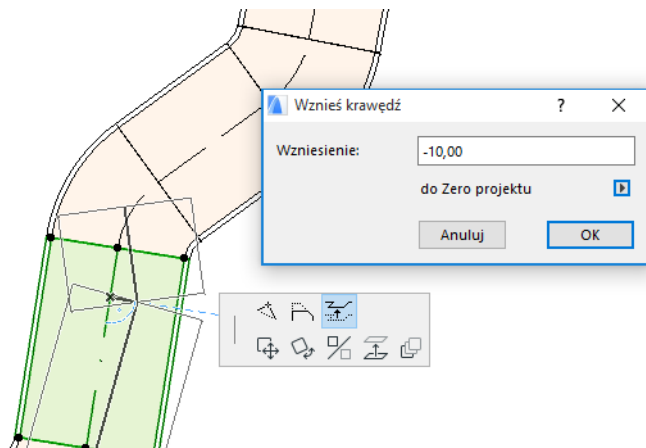 Wznieś krawędź
?
Wzniesienie:
-10,00
do Zero projektu
Anuluj
OK